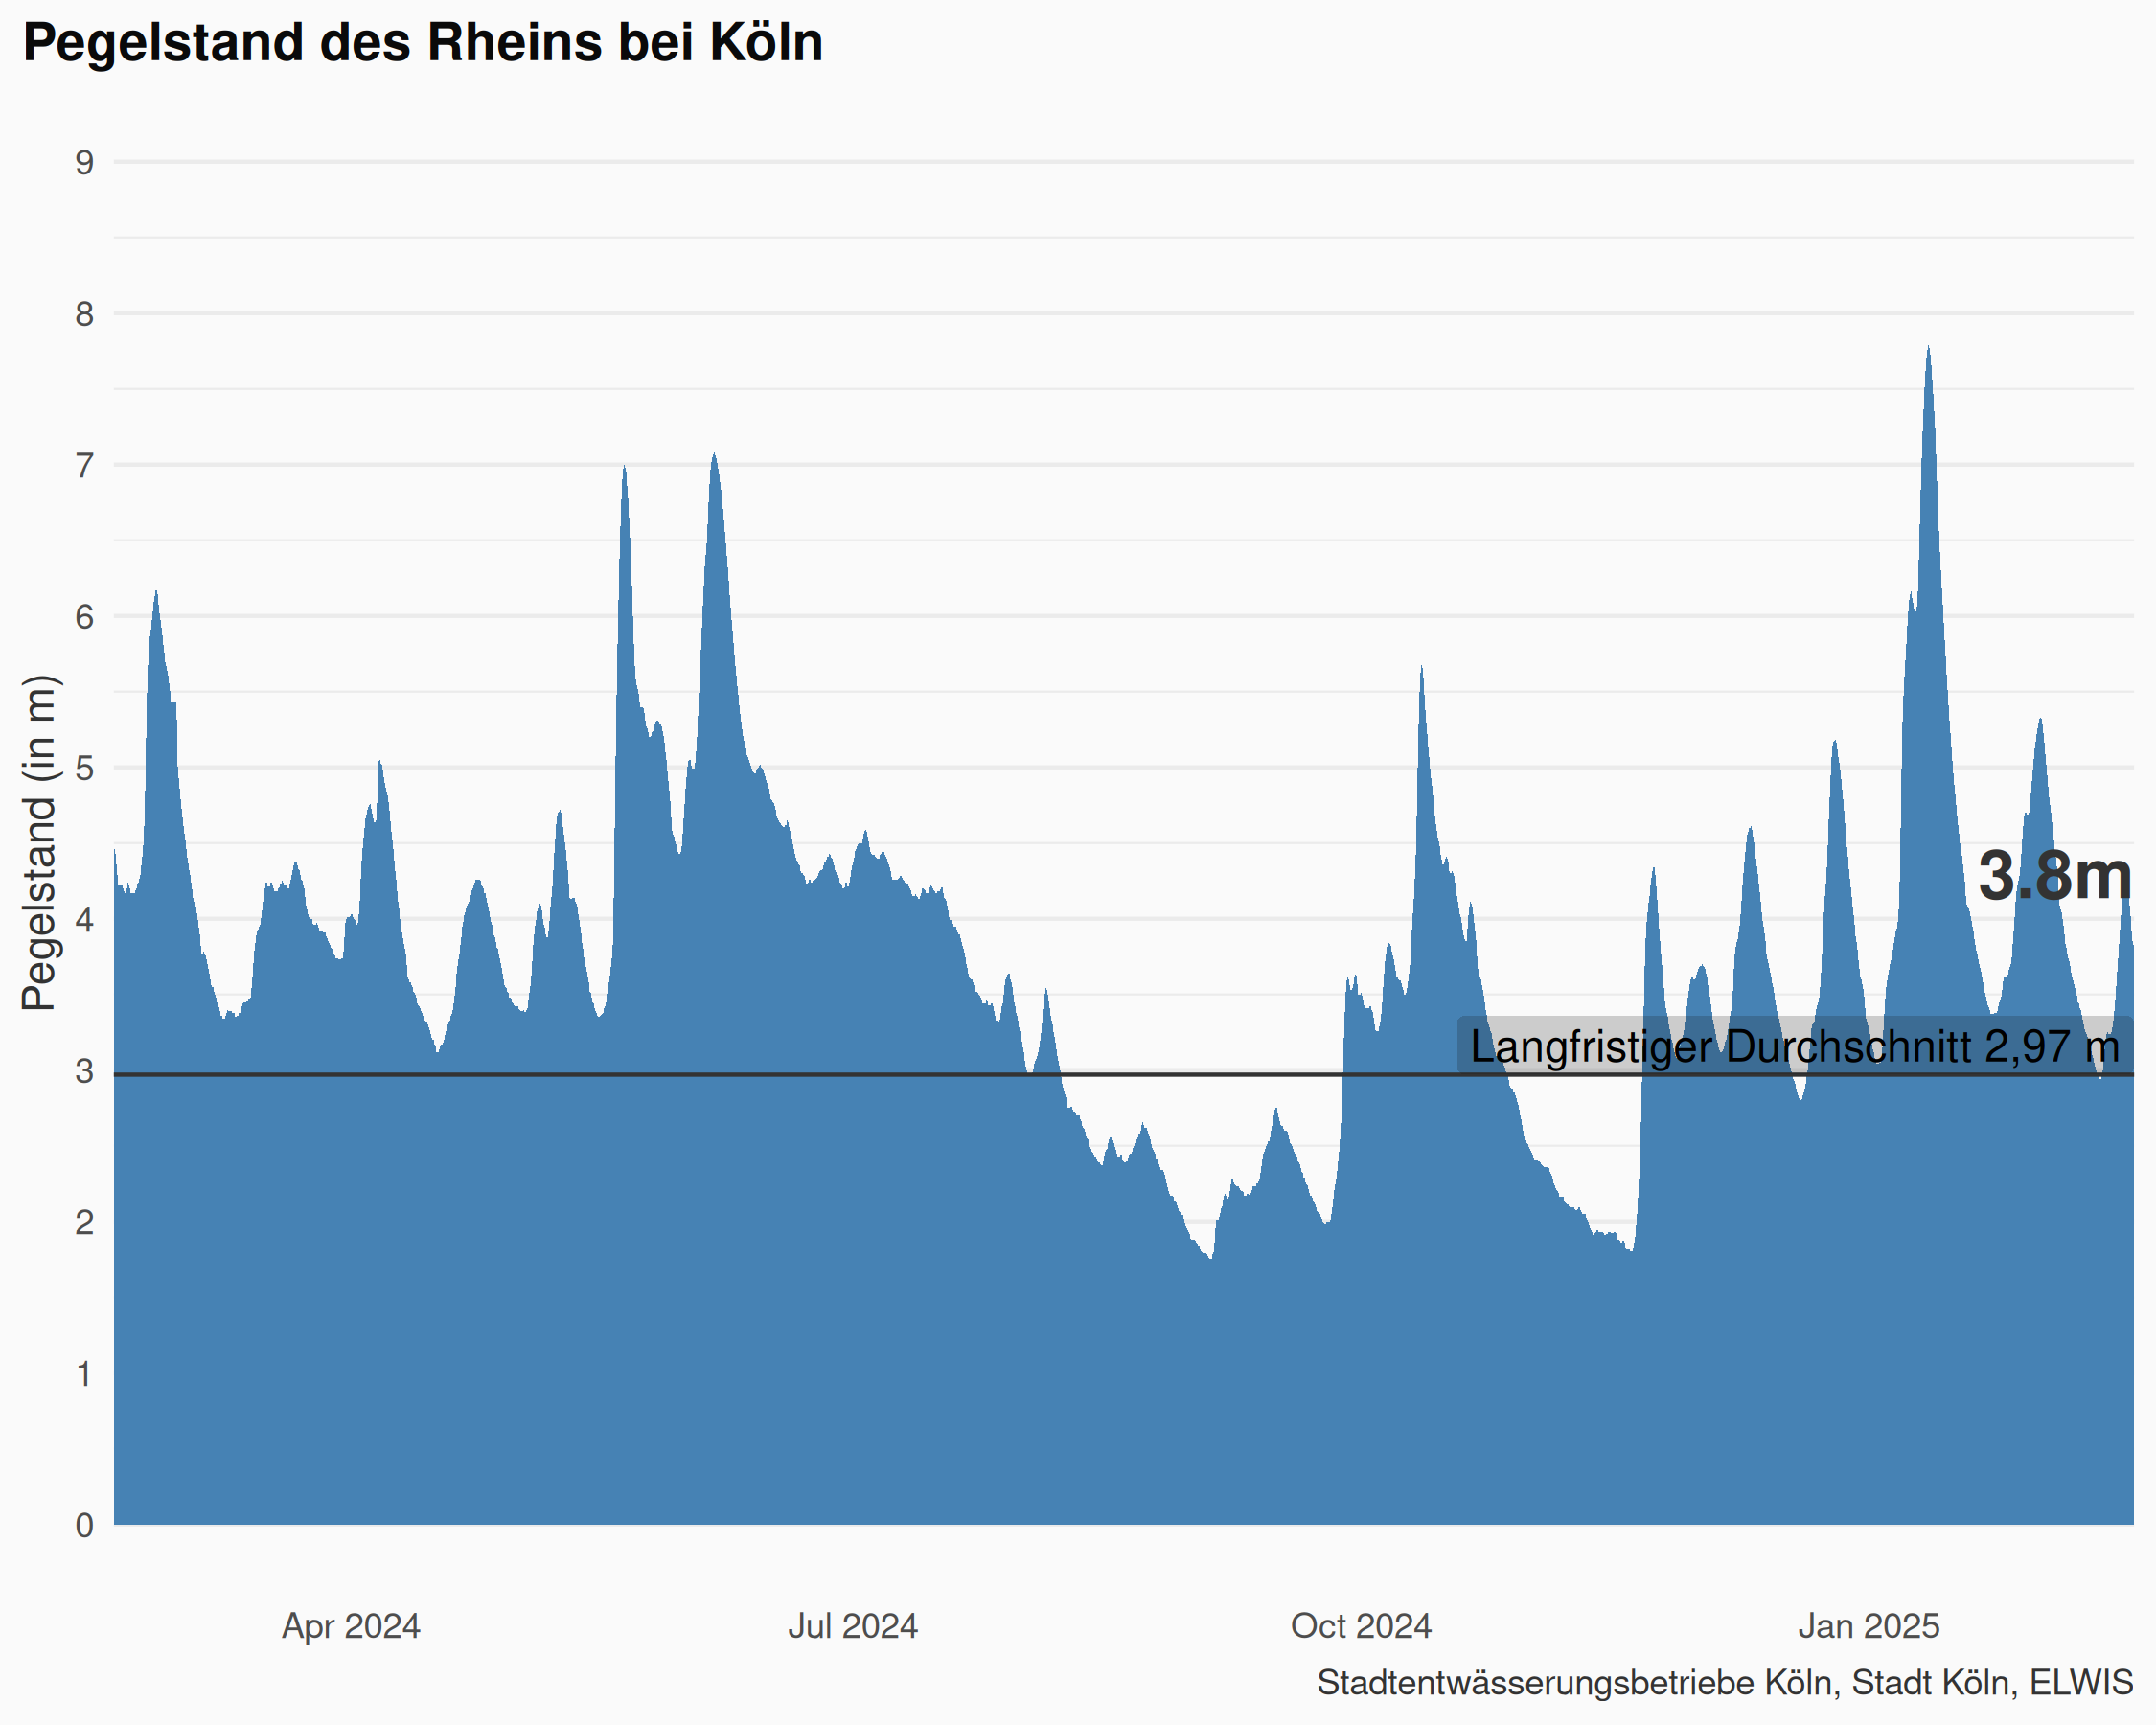 Pegelstand des Rheins bei Köln
Pegelstand (in m)
9
8
7
6
5
4
3
2
1
0
3.8m
Langfristiger Durchschnitt 2,97 m
Apr 2024
Jul 2024
Oct 2024
Jan 2025
Stadtentwässerungsbetriebe Köln, Stadt Köln, ELWIS